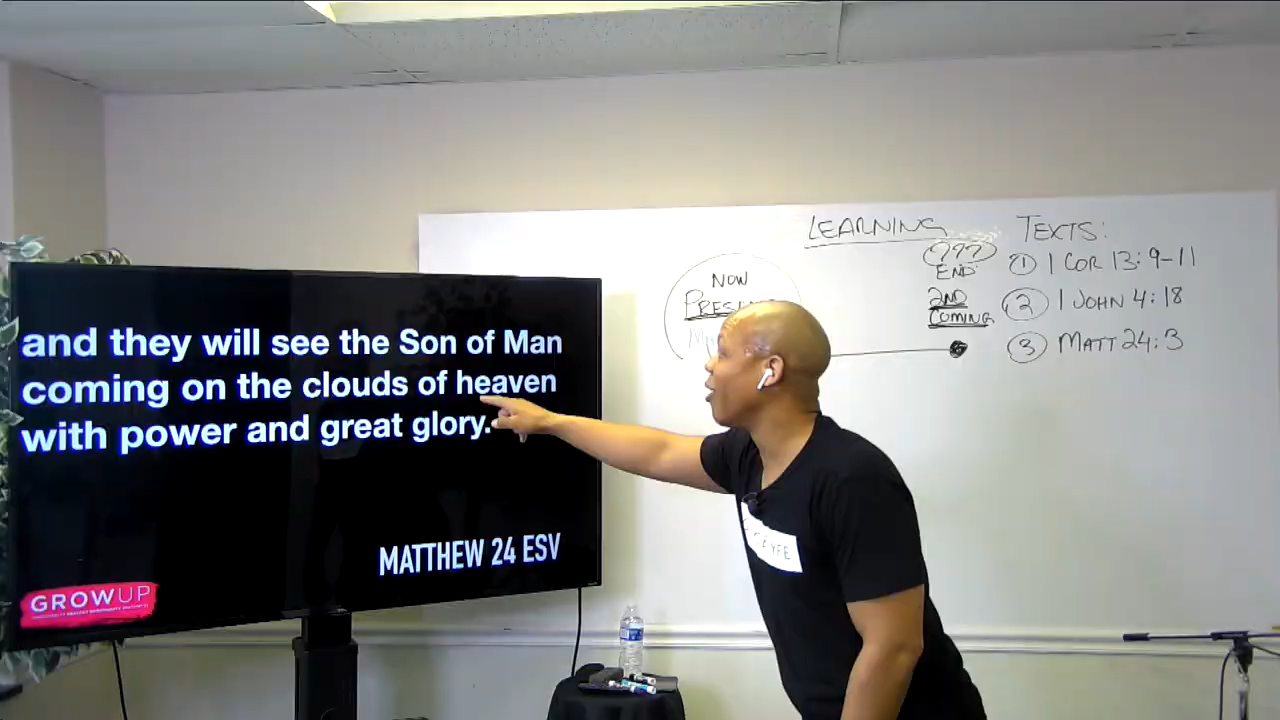 and they will see the Son of Man
coming on the clouds of heaven
with power and great glory.
MATTHEW 24 ESV
GROWUP
LEARNING
NOW
???
END
2ND
COMING
TEXTS:
① 1 COR 13:9-11
② 1 JOHN 4:18
③ MATT 24:3